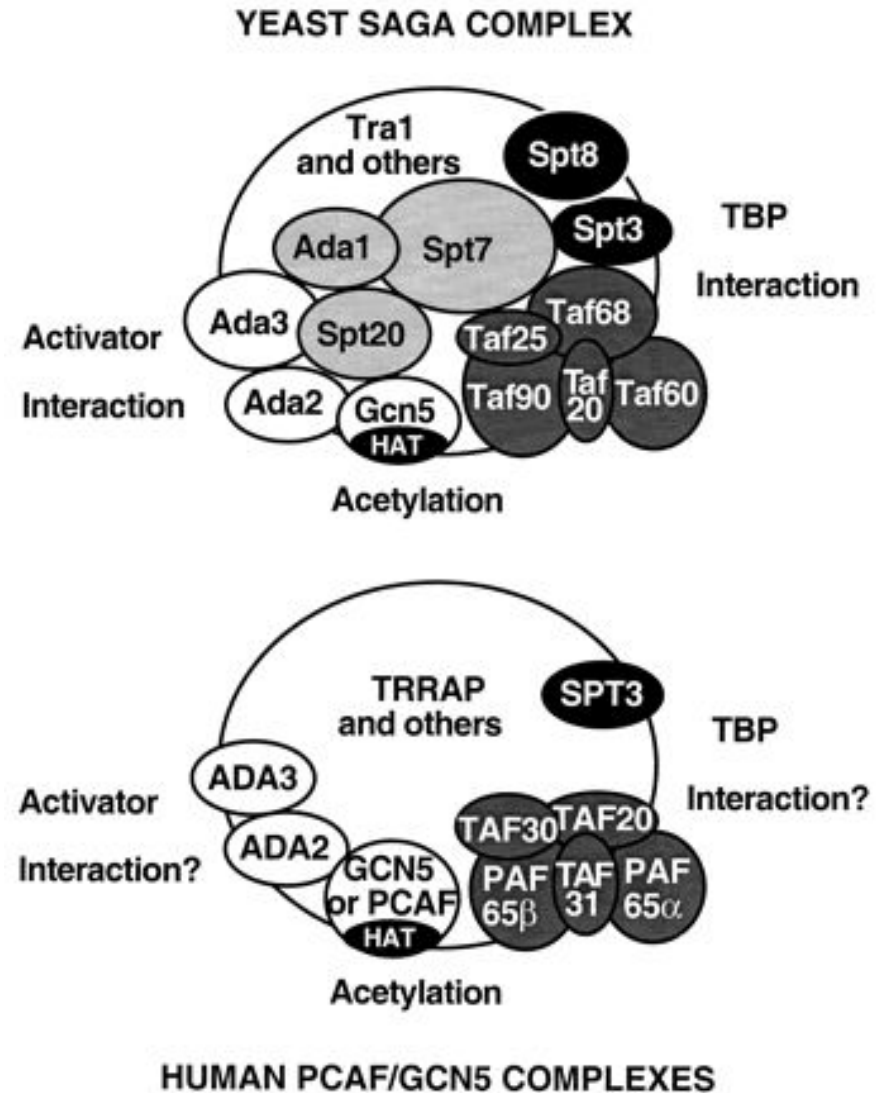 YEAST SAGA COMPLEX
Tra1
and others
Spt8
Ada1
Spt7
Spt3
TBP
Interaction
Ada3
Spt20
Taf25
Taf68
Activator
Interaction
Ada2
Gcn5
HAT
Taf90
Taf
20
Taf60
Acetylation
TRRAP
and others
SPT3
TBP
Interaction?
ADA3
Activator
Interaction?
ADA2
GCN5
or PCAF
HAT
TAF30
TAF20
PAF
65β
TAF
31
PAF
65α
Acetylation
HUMAN PCAF/GCN5 COMPLEXES